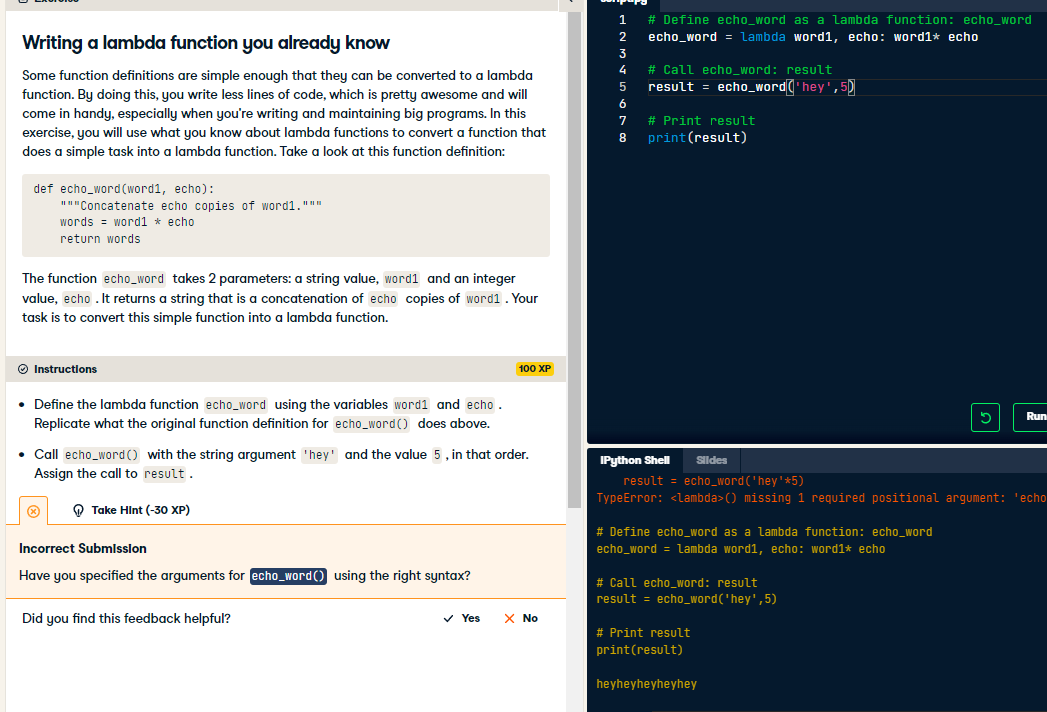 Exercise
Writing a lambda function you already know
Some function definitions are simple enough that they can be converted to a lambda
function. By doing this, you write less lines of code, which is pretty awesome and will
come in handy, especially when you're writing and maintaining big programs. In this
exercise, you will use what you know about lambda functions to convert a function that
does a simple task into a lambda function. Take a look at this function definition:
def echo_word(word1, echo):
    """Concatenate echo copies of word1."""
    words = word1 * echo
    return words
The function echo_word takes 2 parameters: a string value, word1 and an integer
value, echo . It returns a string that is a concatenation of echo copies of word1 . Your
task is to convert this simple function into a lambda function.
Instructions
100 XP
• Define the lambda function echo_word using the variables word1 and echo .
Replicate what the original function definition for echo_word() does above.
• Call echo_word() with the string argument 'hey' and the value 5 , in that order.
Assign the call to result .
Take Hint (-30 XP)
Incorrect Submission
Have you specified the arguments for echo_word() using the right syntax?
Did you find this feedback helpful?
Yes
No
script.py
1 # Define echo_word as a lambda function: echo_word
2 echo_word = lambda word1, echo: word1* echo
3
4 # Call echo_word: result
5 result = echo_word('hey',5)
6
7 # Print result
8 print(result)
Run
IPython Shell
Slides
    result = echo_word('hey'*5)
TypeError: <lambda>() missing 1 required positional argument: 'echo
# Define echo_word as a lambda function: echo_word
echo_word = lambda word1, echo: word1* echo
# Call echo_word: result
result = echo_word('hey',5)
# Print result
print(result)
heyheyheyheyhey